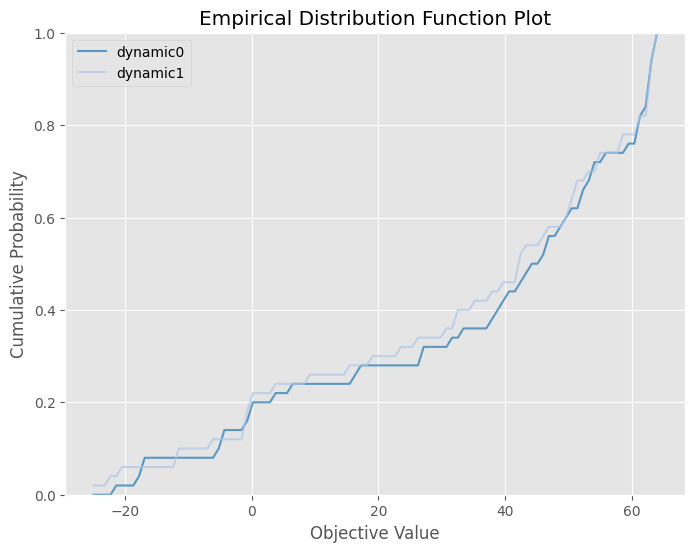 Empirical Distribution Function Plot
dynamic0
dynamic1
1.0
0.8
0.6
0.4
0.2
0.0
Cumulative Probability
−20
0
20
40
60
Objective Value